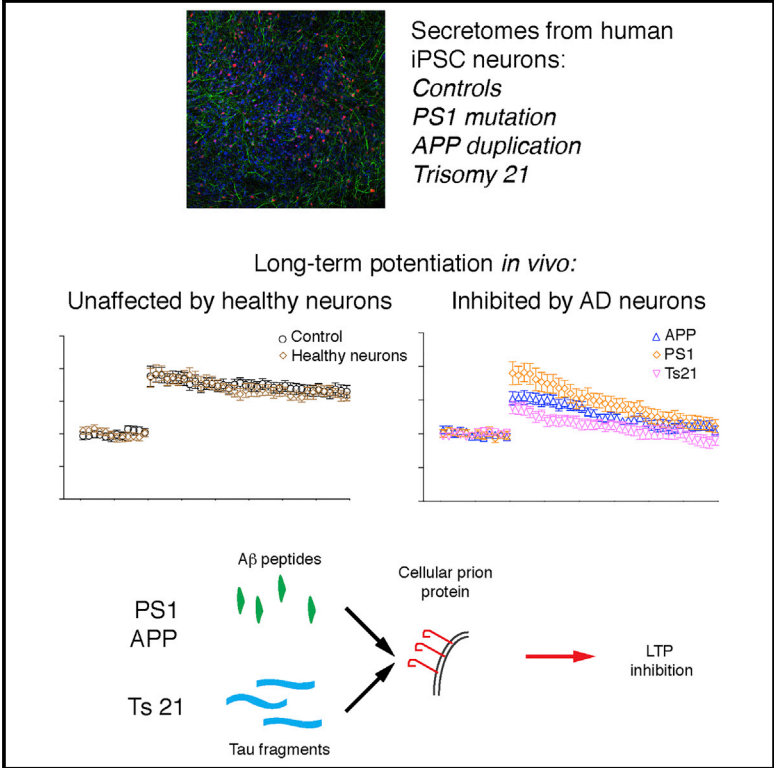 Secretomes from human
iPSC neurons:
Controls
PS1 mutation
APP duplication
Trisomy 21
Long-term potentiation in vivo:
Unaffected by healthy neurons
Inhibited by AD neurons
Control
Healthy neurons
APP
PS1
Ts21
Aβ peptides
PS1
APP
Cellular prion
protein
LTP
inhibition
Ts 21
Tau fragments